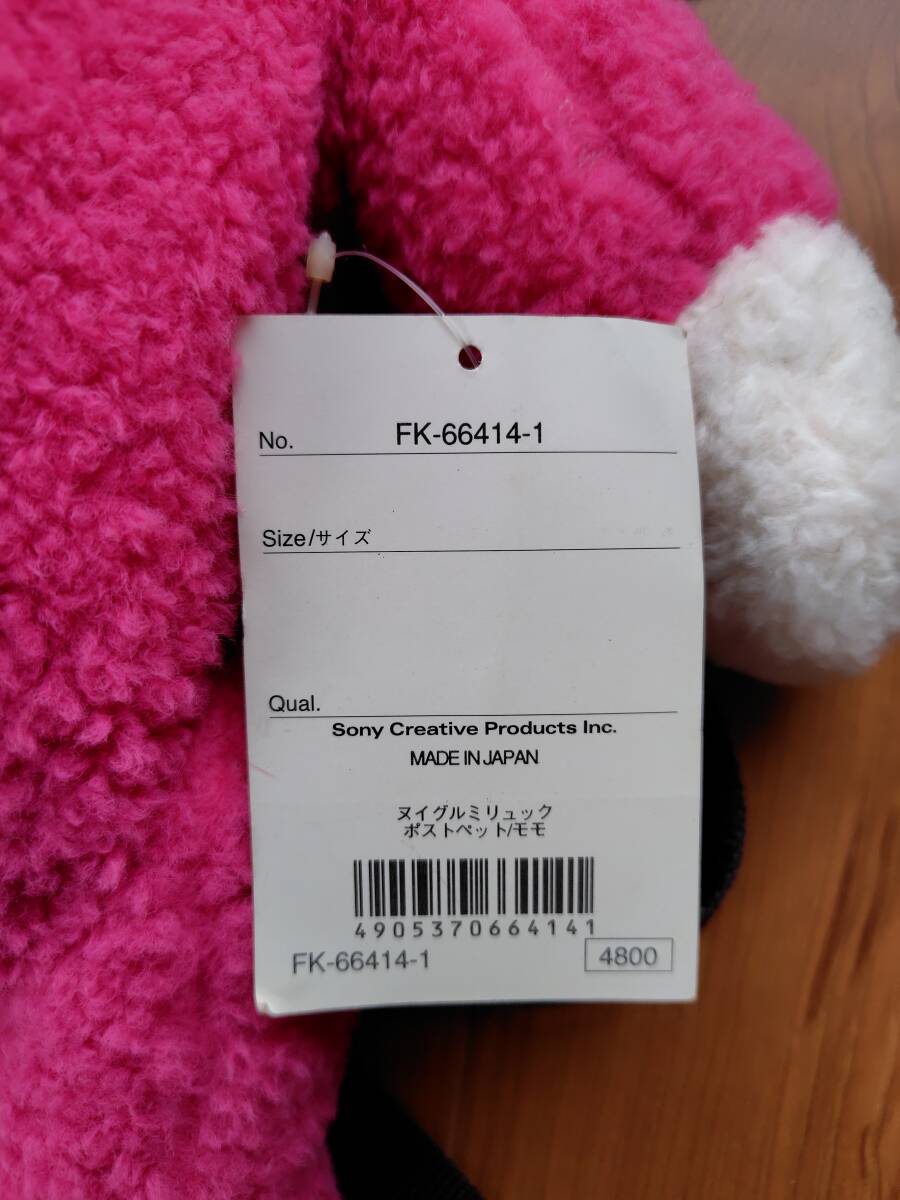 No. FK-66414-1
Size/サイズ
Qual.
Sony Creative Products Inc.
MADE IN JAPAN
ヌイグルミリュック
ポストペット/モモ
4905370664141
FK-66414-1 4800